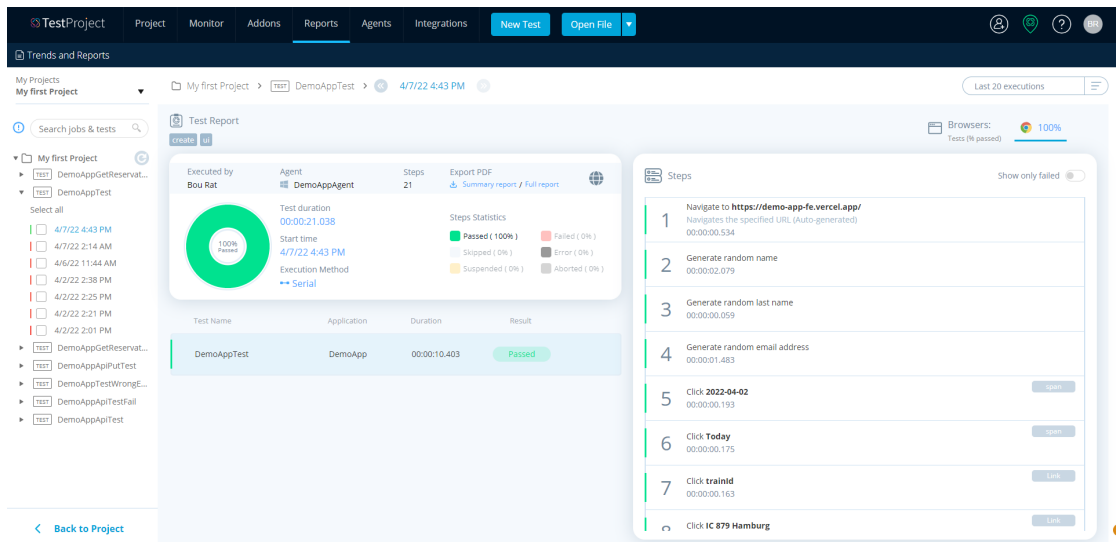 TestProject Project Monitor Addons Reports Agents Integrations New Test Open File BR
Trends and Reports
My Projects
My first Project
My first Project > TEST DemoAppTest > 4/7/22 4:43 PM
Last 20 executions
Search jobs & tests
My first Project
TEST DemoAppGetReservat...
TEST DemoAppTest
Select all
4/7/22 4:43 PM
4/7/22 2:14 AM
4/6/22 11:44 AM
4/2/22 2:38 PM
4/2/22 2:25 PM
4/2/22 2:21 PM
4/2/22 2:01 PM
TEST DemoAppGetReservat...
TEST DemoAppApiPutTest
TEST DemoAppTestWrongE...
TEST DemoAppApiTestFail
TEST DemoAppApiTest
Back to Project
Test Report
create ui
Browsers:
Tests (% passed)
100%
Executed by
Bou Rat
Agent
DemoAppAgent
Steps
21
Export PDF
Summary report / Full report
100%
Passed
Test duration
00:00:21.038
Start time
4/7/22 4:43 PM
Execution Method
Serial
Steps Statistics
Passed ( 100% ) Failed ( 0% )
Skipped ( 0% ) Error ( 0% )
Suspended ( 0% ) Aborted ( 0% )
Test Name Application Duration Result
DemoAppTest DemoApp 00:00:10.403 Passed
Steps
Show only failed
1
Navigate to https://demo-app-fe.vercel.app/
Navigates the specified URL (Auto-generated)
00:00:00.534
2
Generate random name
00:00:02.079
3
Generate random last name
00:00:00.059
4
Generate random email address
00:00:01.483
5
Click 2022-04-02
00:00:00.193
span
6
Click Today
00:00:00.175
span
7
Click trainId
00:00:00.163
Link
8
Click IC 879 Hamburg
Link